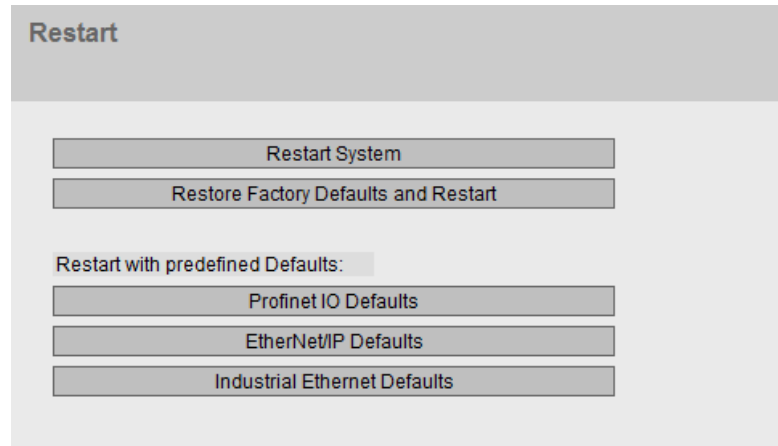 Restart
Restart System
Restore Factory Defaults and Restart
Restart with predefined Defaults:
Profinet IO Defaults
EtherNet/IP Defaults
Industrial Ethernet Defaults